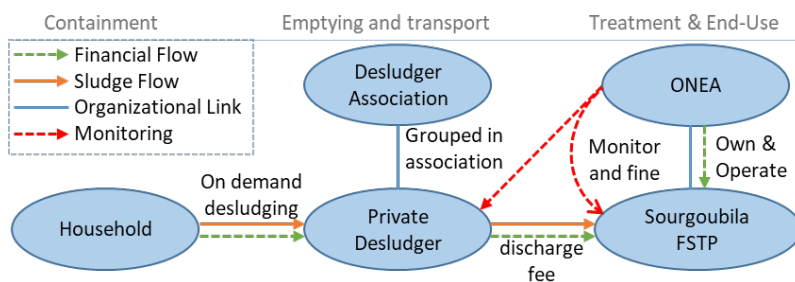 Containment
Emptying and transport
Treatment & End-Use
Financial Flow
Sludge Flow
Organizational Link
Monitoring
Desludger
Association
ONEA
Grouped in
association
Monitor
and fine
Own &
Operate
On demand
desludging
Household
Private
Desludger
discharge
fee
Sourgoubila
FSTP